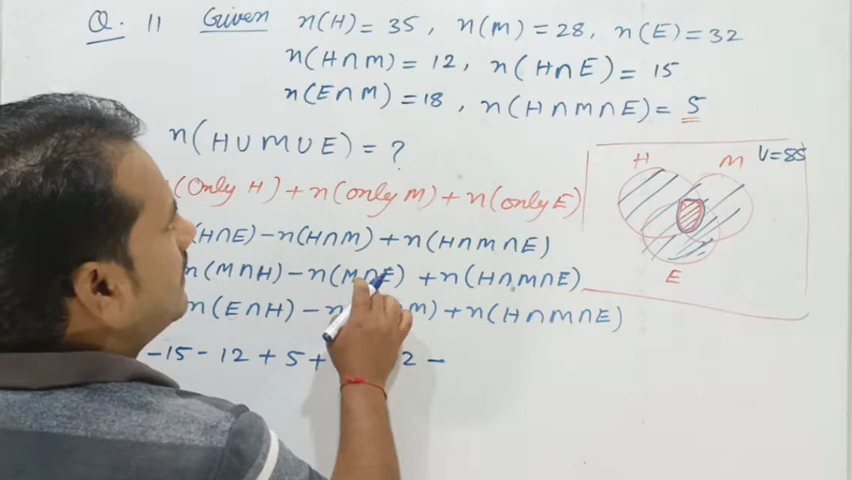 Q. 11 Given n(H) = 35, n(M) = 28, n(E) = 32
n(H∩M) = 12, n(H∩E) = 15
n(E∩M) = 18, n(H∩M∩E) = 5
n(H∪M∪E) = ?
H M U=85
E
(Only H) + n(only M) + n(only E)
(H∩E) - n(H∩M) + n(H∩M∩E)
n(M∩H) - n(M∩E) + n(H∩M∩E)
n(E∩H) - M) + n(H∩M∩E)
-15 - 12 + 5 + 2 -